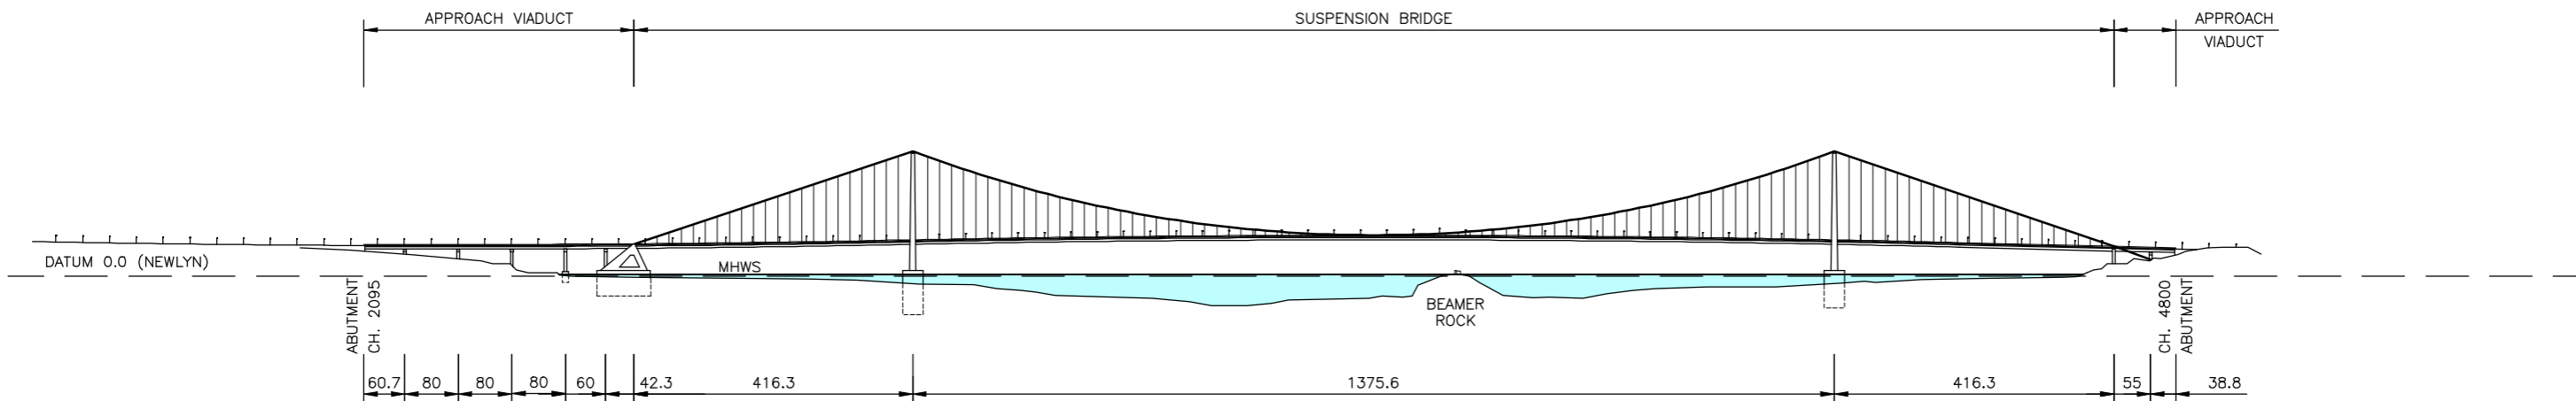 APPROACH VIADUCT
SUSPENSION BRIDGE
APPROACH
VIADUCT
DATUM 0.0 (NEWLYN)
MHWS
BEAMER
ROCK
ABUTMENT
CH. 2095
CH. 4800
ABUTMENT
60.7 80 80 80 60 42.3 416.3 1375.6 416.3 55 38.8